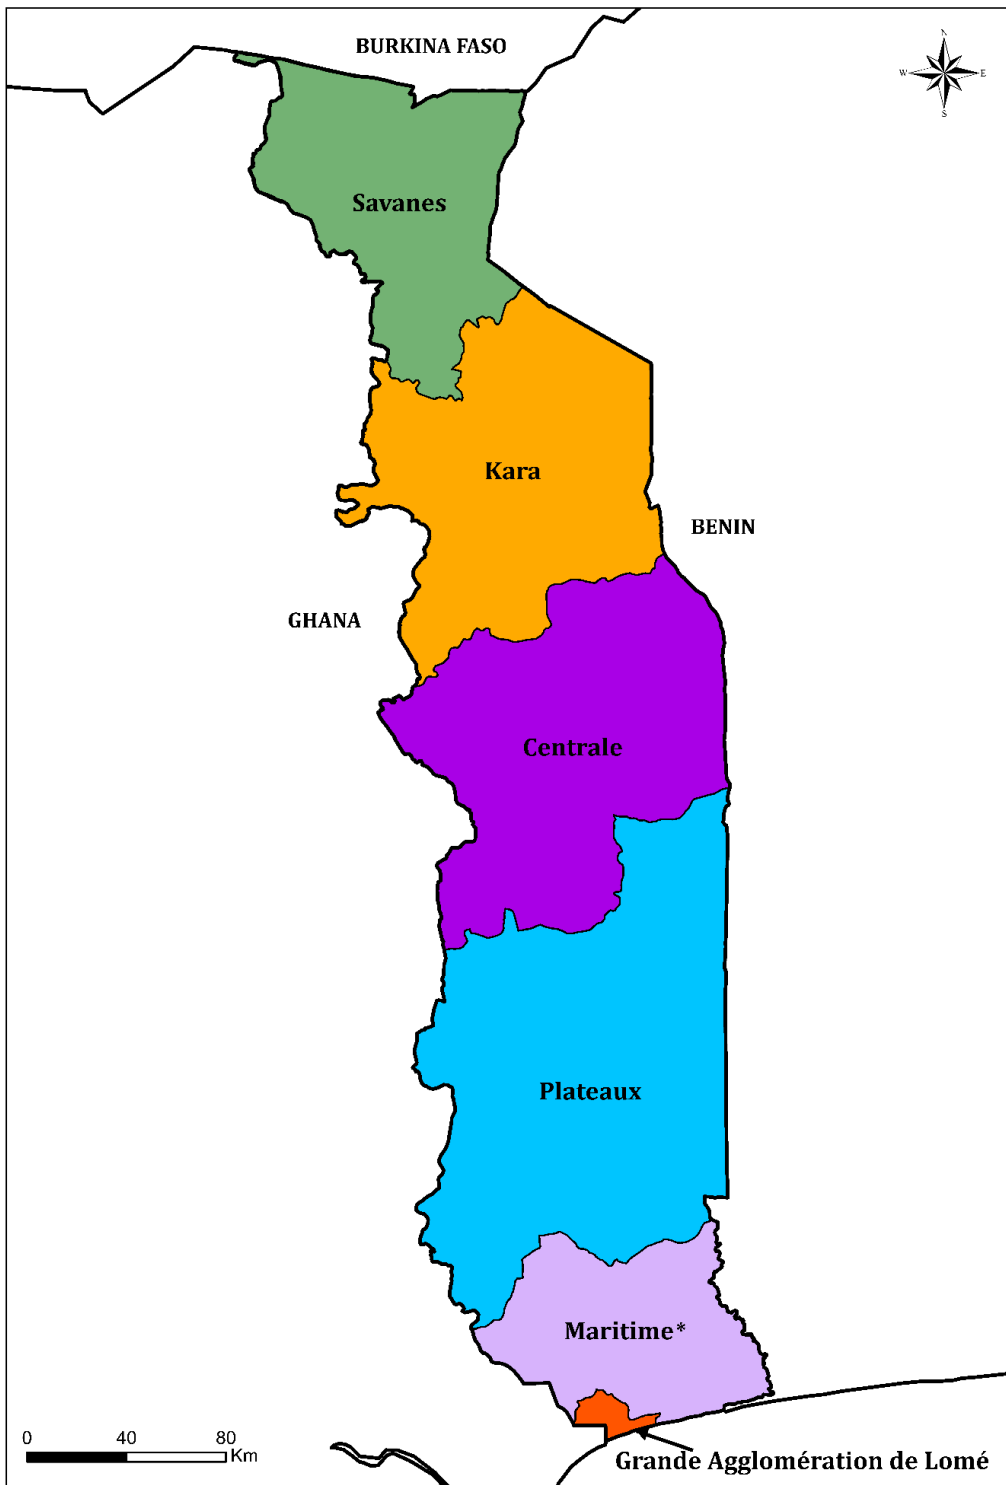 BURKINA FASO
N
W E
S
Savanes
Kara
BENIN
GHANA
Centrale
Plateaux
Maritime*
0 40 80
Km
Grande Agglomération de Lomé